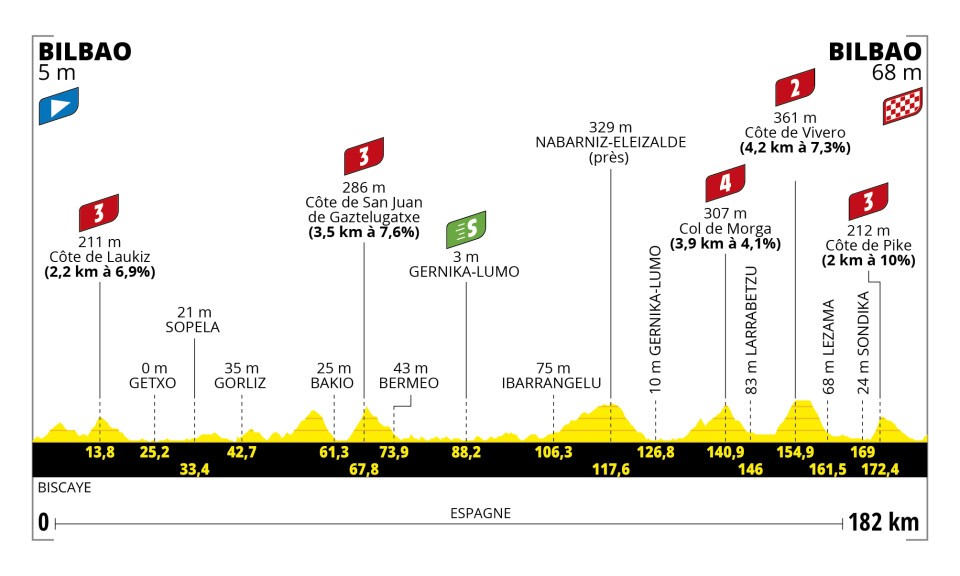 BILBAO
5 m
BILBAO
68 m
3
211 m
Côte de Laukiz
(2,2 km à 6,9%)
0 m
GETXO
21 m
SOPELA
35 m
GORLIZ
25 m
BAKIO
3
286 m
Côte de San Juan
de Gaztelugatxe
(3,5 km à 7,6%)
43 m
BERMEO
S
3 m
GERNIKA-LUMO
75 m
IBARRANGELU
329 m
NABARNIZ-ELEIZALDE
(près)
10 m GERNIKA-LUMO
4
307 m
Col de Morga
(3,9 km à 4,1%)
83 m LARRABETZU
2
361 m
Côte de Vivero
(4,2 km à 7,3%)
68 m LEZAMA
24 m SONDIKA
3
212 m
Côte de Pike
(2 km à 10%)
13,8 25,2 42,7 61,3 73,9 88,2 106,3 126,8 140,9 154,9 169
33,4 67,8 117,6 146 161,5 172,4
BISCAYE
ESPAGNE
0 182 km